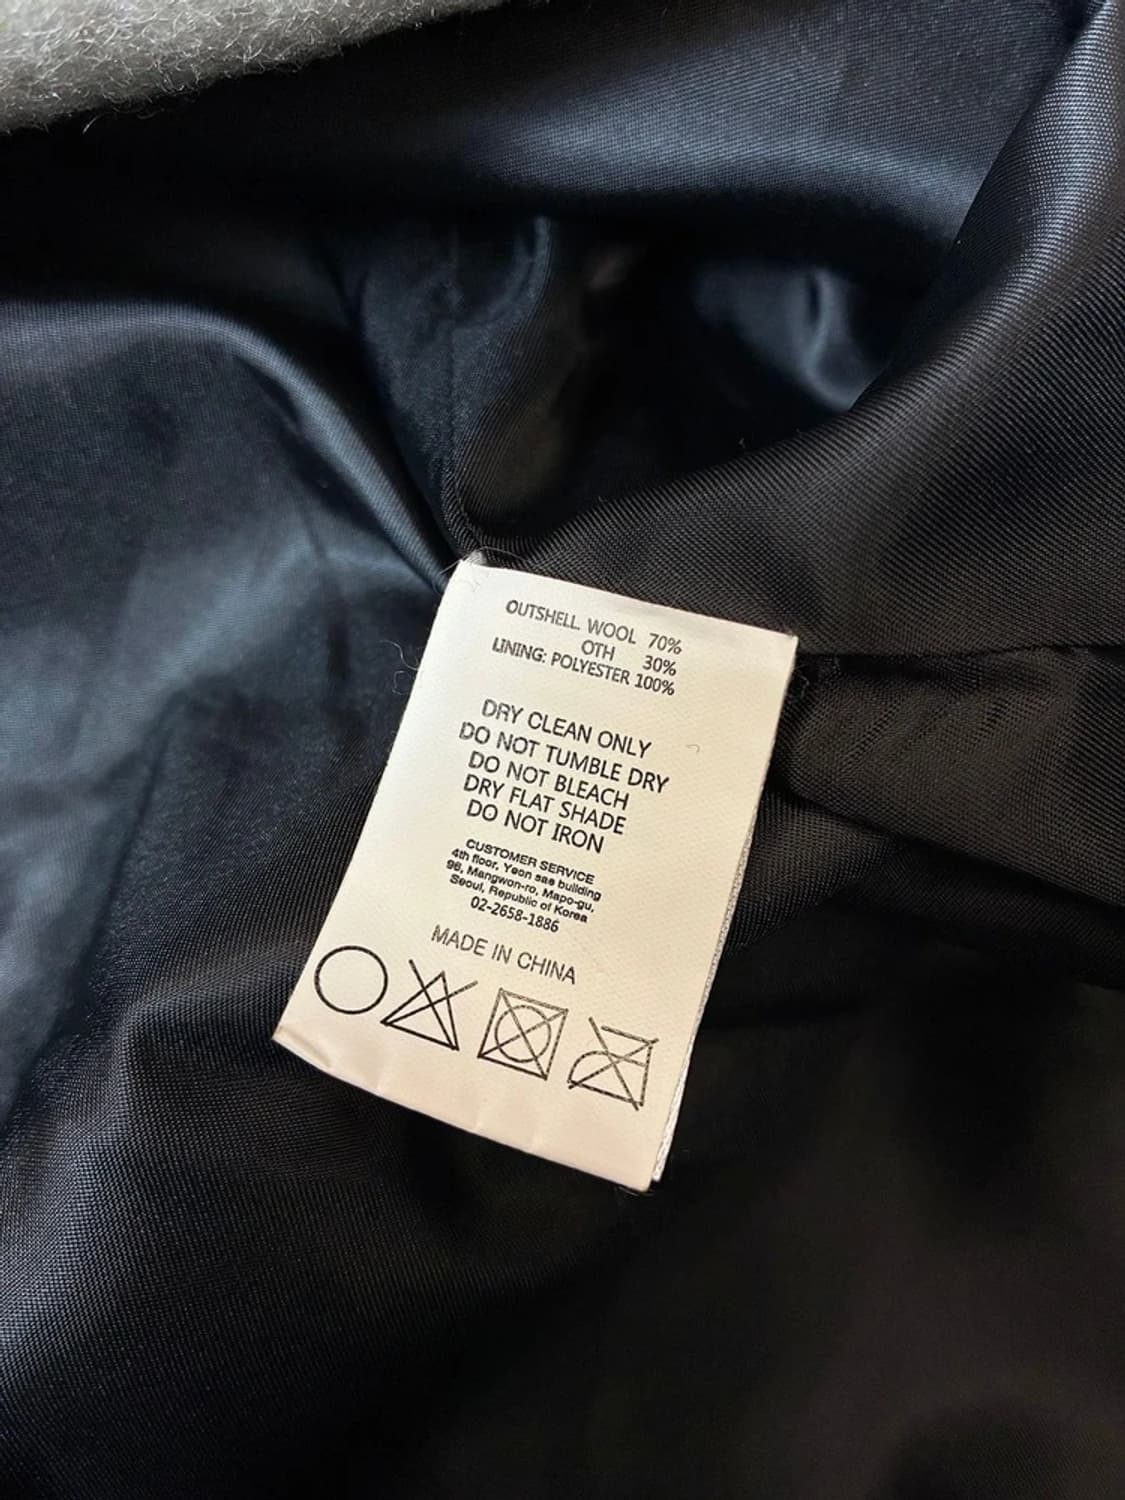 OUTSHELL. WOOL 70%
OTH 30%
LINING: POLYESTER 100%
DRY CLEAN ONLY
DO NOT TUMBLE DRY
DO NOT BLEACH
DRY FLAT SHADE
DO NOT IRON
CUSTOMER SERVICE
4th floor, Yeon sae building
96, Mangwon-ro, Mapo-gu,
Seoul, Republic of Korea
02-2658-1886
MADE IN CHINA